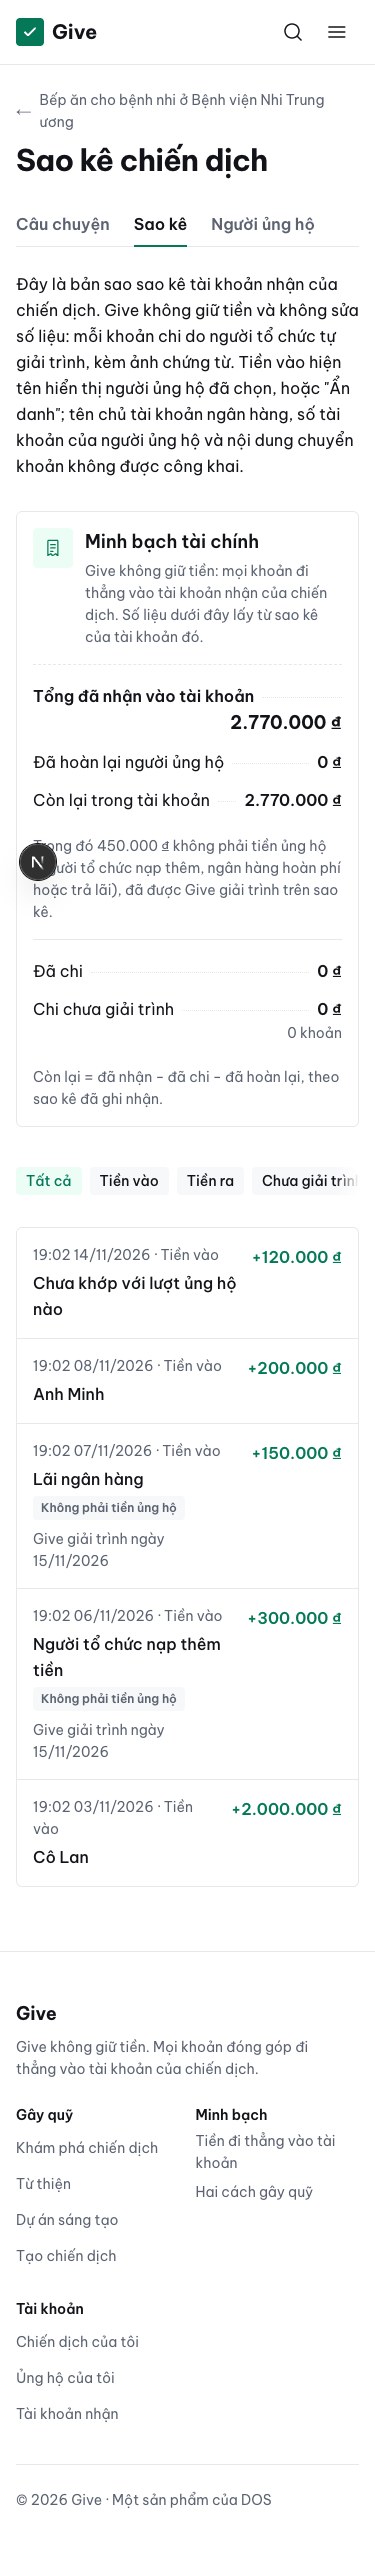 Give
Bếp ăn cho bệnh nhi ở Bệnh viện Nhi Trung
ương
Sao kê chiến dịch
Câu chuyện Sao kê Người ủng hộ
Đây là bản sao sao kê tài khoản nhận của
chiến dịch. Give không giữ tiền và không sửa
số liệu: mỗi khoản chi do người tổ chức tự
giải trình, kèm ảnh chứng từ. Tiền vào hiện
tên hiển thị người ủng hộ đã chọn, hoặc "Ẩn
danh"; tên chủ tài khoản ngân hàng, số tài
khoản của người ủng hộ và nội dung chuyển
khoản không được công khai.
Minh bạch tài chính
Give không giữ tiền: mọi khoản đi
thẳng vào tài khoản nhận của chiến
dịch. Số liệu dưới đây lấy từ sao kê
của tài khoản đó.
Tổng đã nhận vào tài khoản
2.770.000 ₫
Đã hoàn lại người ủng hộ 0 ₫
Còn lại trong tài khoản 2.770.000 ₫
Trong đó 450.000 ₫ không phải tiền ủng hộ
người tổ chức nạp thêm, ngân hàng hoàn phí
hoặc trả lãi), đã được Give giải trình trên sao
kê.
Đã chi 0 ₫
Chi chưa giải trình 0 ₫
0 khoản
Còn lại = đã nhận − đã chi − đã hoàn lại, theo
sao kê đã ghi nhận.
Tất cả Tiền vào Tiền ra Chưa giải trình
19:02 14/11/2026 · Tiền vào +120.000 ₫
Chưa khớp với lượt ủng hộ
nào
19:02 08/11/2026 · Tiền vào +200.000 ₫
Anh Minh
19:02 07/11/2026 · Tiền vào +150.000 ₫
Lãi ngân hàng
Không phải tiền ủng hộ
Give giải trình ngày
15/11/2026
19:02 06/11/2026 · Tiền vào +300.000 ₫
Người tổ chức nạp thêm
tiền
Không phải tiền ủng hộ
Give giải trình ngày
15/11/2026
19:02 03/11/2026 · Tiền +2.000.000 ₫
vào
Cô Lan
Give
Give không giữ tiền. Mọi khoản đóng góp đi
thẳng vào tài khoản của chiến dịch.
Gây quỹ
Khám phá chiến dịch
Từ thiện
Dự án sáng tạo
Tạo chiến dịch
Minh bạch
Tiền đi thẳng vào tài
khoản
Hai cách gây quỹ
Tài khoản
Chiến dịch của tôi
Ủng hộ của tôi
Tài khoản nhận
© 2026 Give · Một sản phẩm của DOS